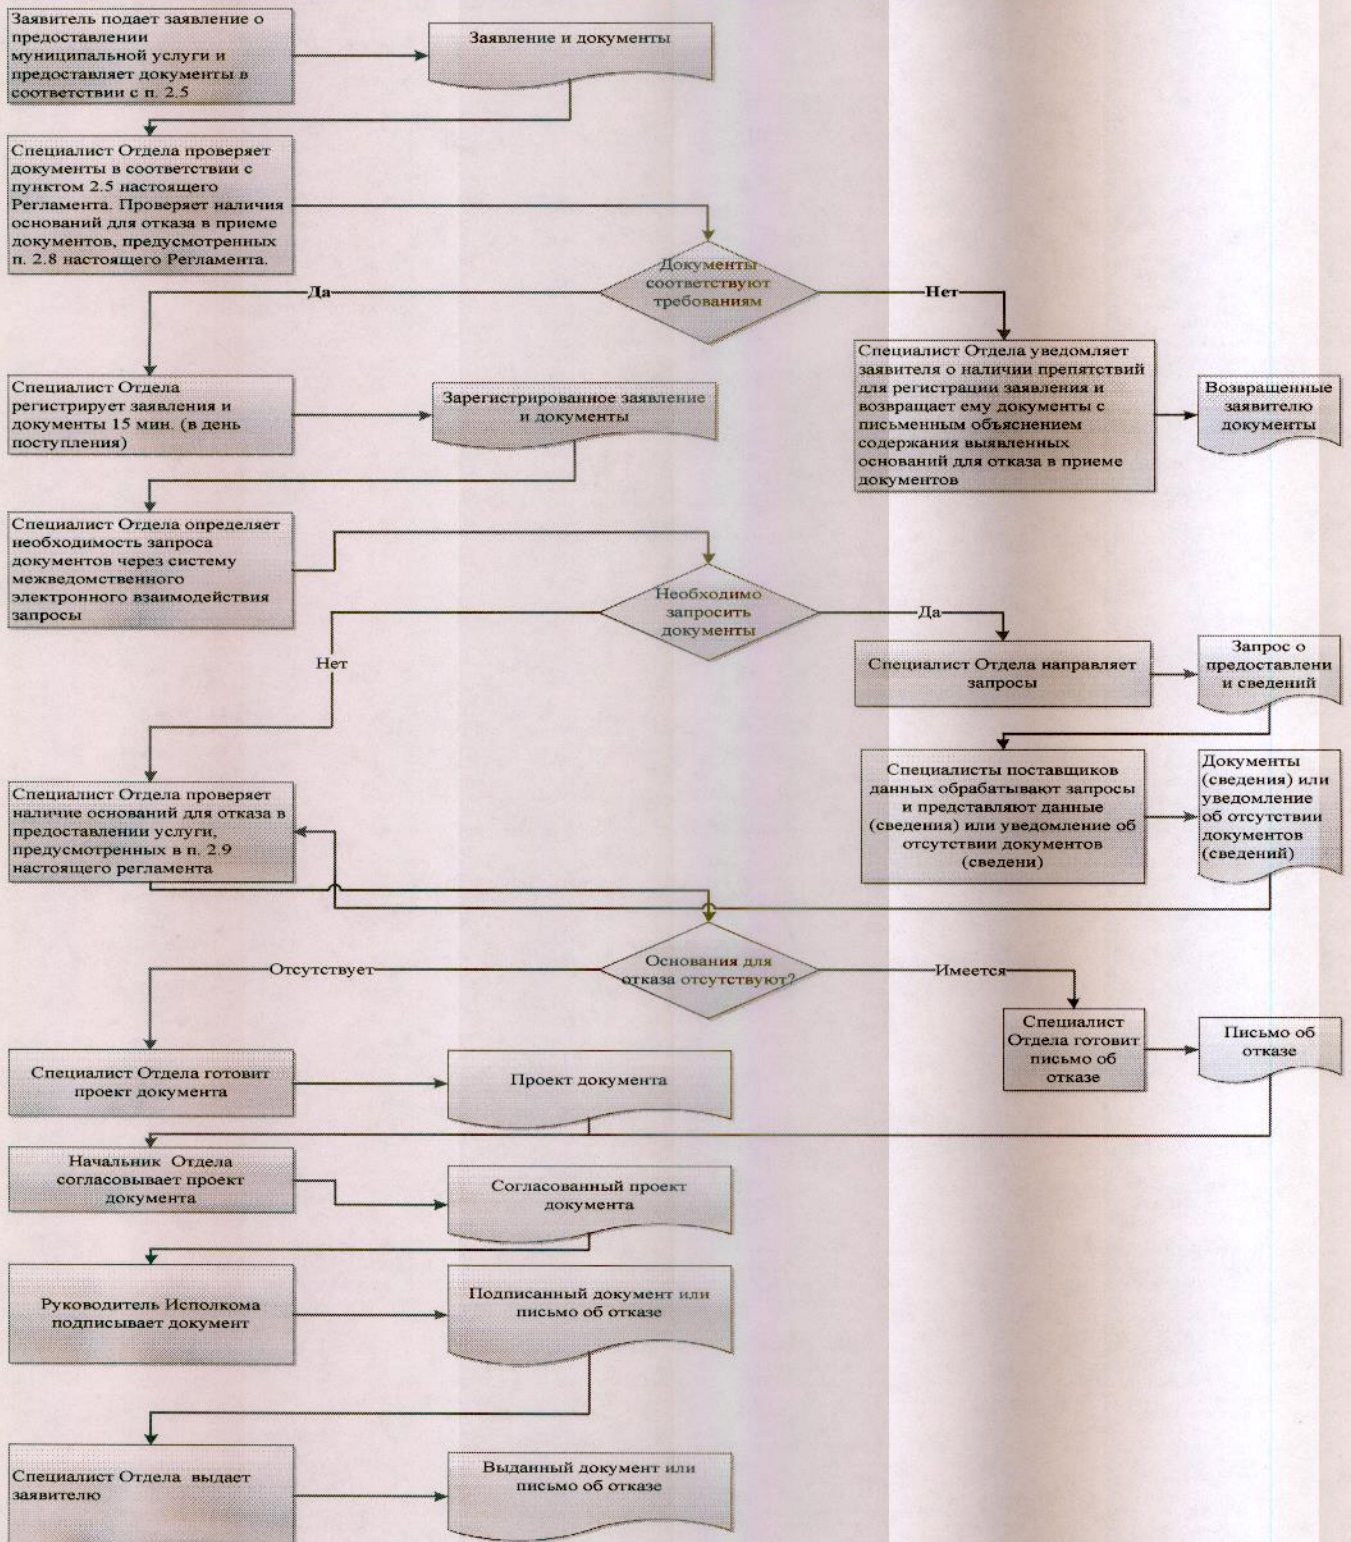 Заявитель подает заявление о
предоставлении
муниципальной услуги и
предоставляет документы в
соответствии с п. 2.5
Заявление и документы
Специалист Отдела проверяет
документы в соответствии с
пунктом 2.5 настоящего
Регламента. Проверяет наличия
оснований для отказа в приеме
документов, предусмотренных
п. 2.8 настоящего Регламента.
Документы
соответствуют
требованиям
Да
Нет
Специалист Отдела
регистрирует заявления и
документы 15 мин. (в день
поступления)
Зарегистрированное заявление
и документы
Специалист Отдела уведомляет
заявителя о наличии препятствий
для регистрации заявления и
возвращает ему документы с
письменным объяснением
содержания выявленных
оснований для отказа в приеме
документов
Возвращенные
заявителю
документы
Специалист Отдела определяет
необходимость запроса
документов через систему
межведомственного
электронного взаимодействия
запросы
Необходимо
запросить
документы
Да
Нет
Специалист Отдела направляет
запросы
Запрос о
предоставлени
и сведений
Специалисты поставщиков
данных обрабатывают запросы
и представляют данные
(сведения) или уведомление об
отсутствии документов
(сведени)
Документы
(сведения) или
уведомление
об отсутствии
документов
(сведений)
Специалист Отдела проверяет
наличие оснований для отказа в
предоставлении услуги,
предусмотренных в п. 2.9
настоящего регламента
Основания для
отказа отсутствуют?
Отсутствует
Имеется
Специалист
Отдела готовит
письмо об
отказе
Письмо об
отказе
Специалист Отдела готовит
проект документа
Проект документа
Начальник Отдела
согласовывает проект
документа
Согласованный проект
документа
Руководитель Исполкома
подписывает документ
Подписанный документ или
письмо об отказе
Специалист Отдела выдает
заявителю
Выданный документ или
письмо об отказе